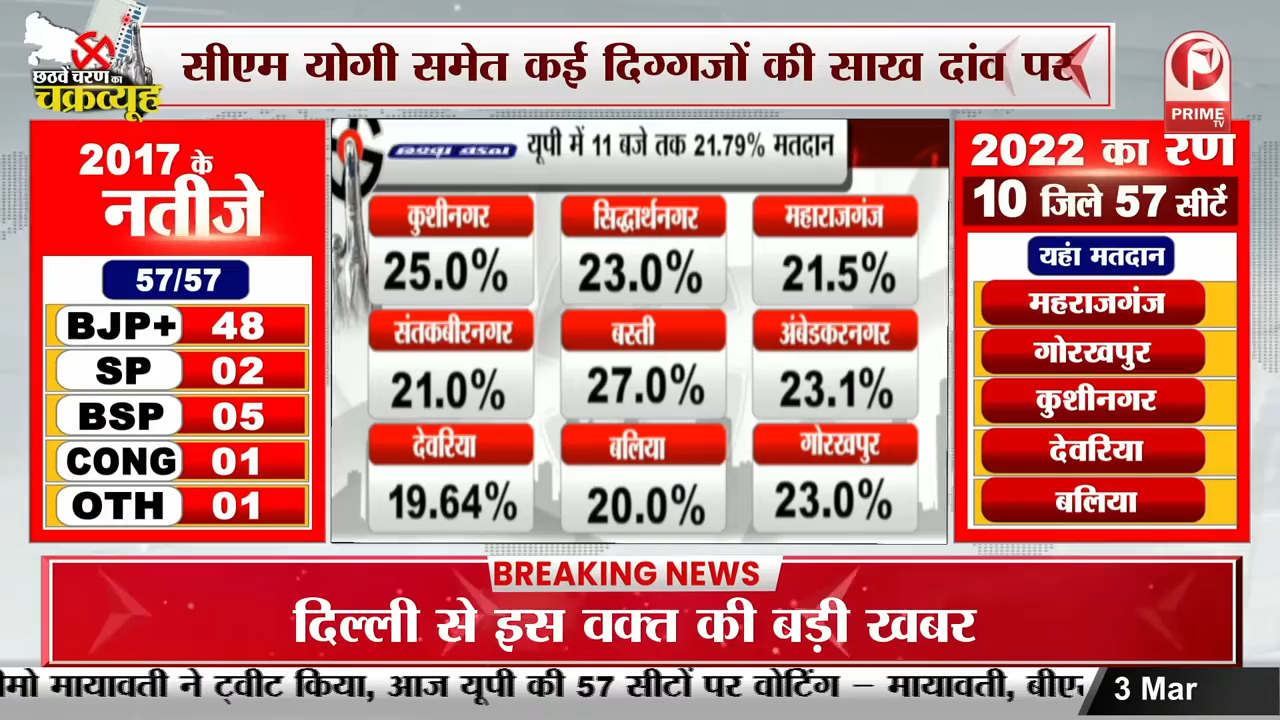 छठवें चरण का
चक्रव्यूह
सीएम योगी समेत कई दिग्गजों की साख दांव पर
PRIME
TV
2017 के
नतीजे
57/57
BJP+ 48
SP 02
BSP 05
CONG 01
OTH 01
यूपी में 11 बजे तक 21.79% मतदान
कुशीनगर सिद्धार्थनगर महाराजगंज
25.0% 23.0% 21.5%
संतकबीरनगर बस्ती अंबेडकरनगर
21.0% 27.0% 23.1%
देवरिया बलिया गोरखपुर
19.64% 20.0% 23.0%
2022 का रण
10 जिले 57 सीटें
यहां मतदान
महराजगंज
गोरखपुर
कुशीनगर
देवरिया
बलिया
BREAKING NEWS
दिल्ली से इस वक्त की बड़ी खबर
मायावती ने ट्वीट किया, आज यूपी की 57 सीटों पर वोटिंग – मायावती,
3 Mar